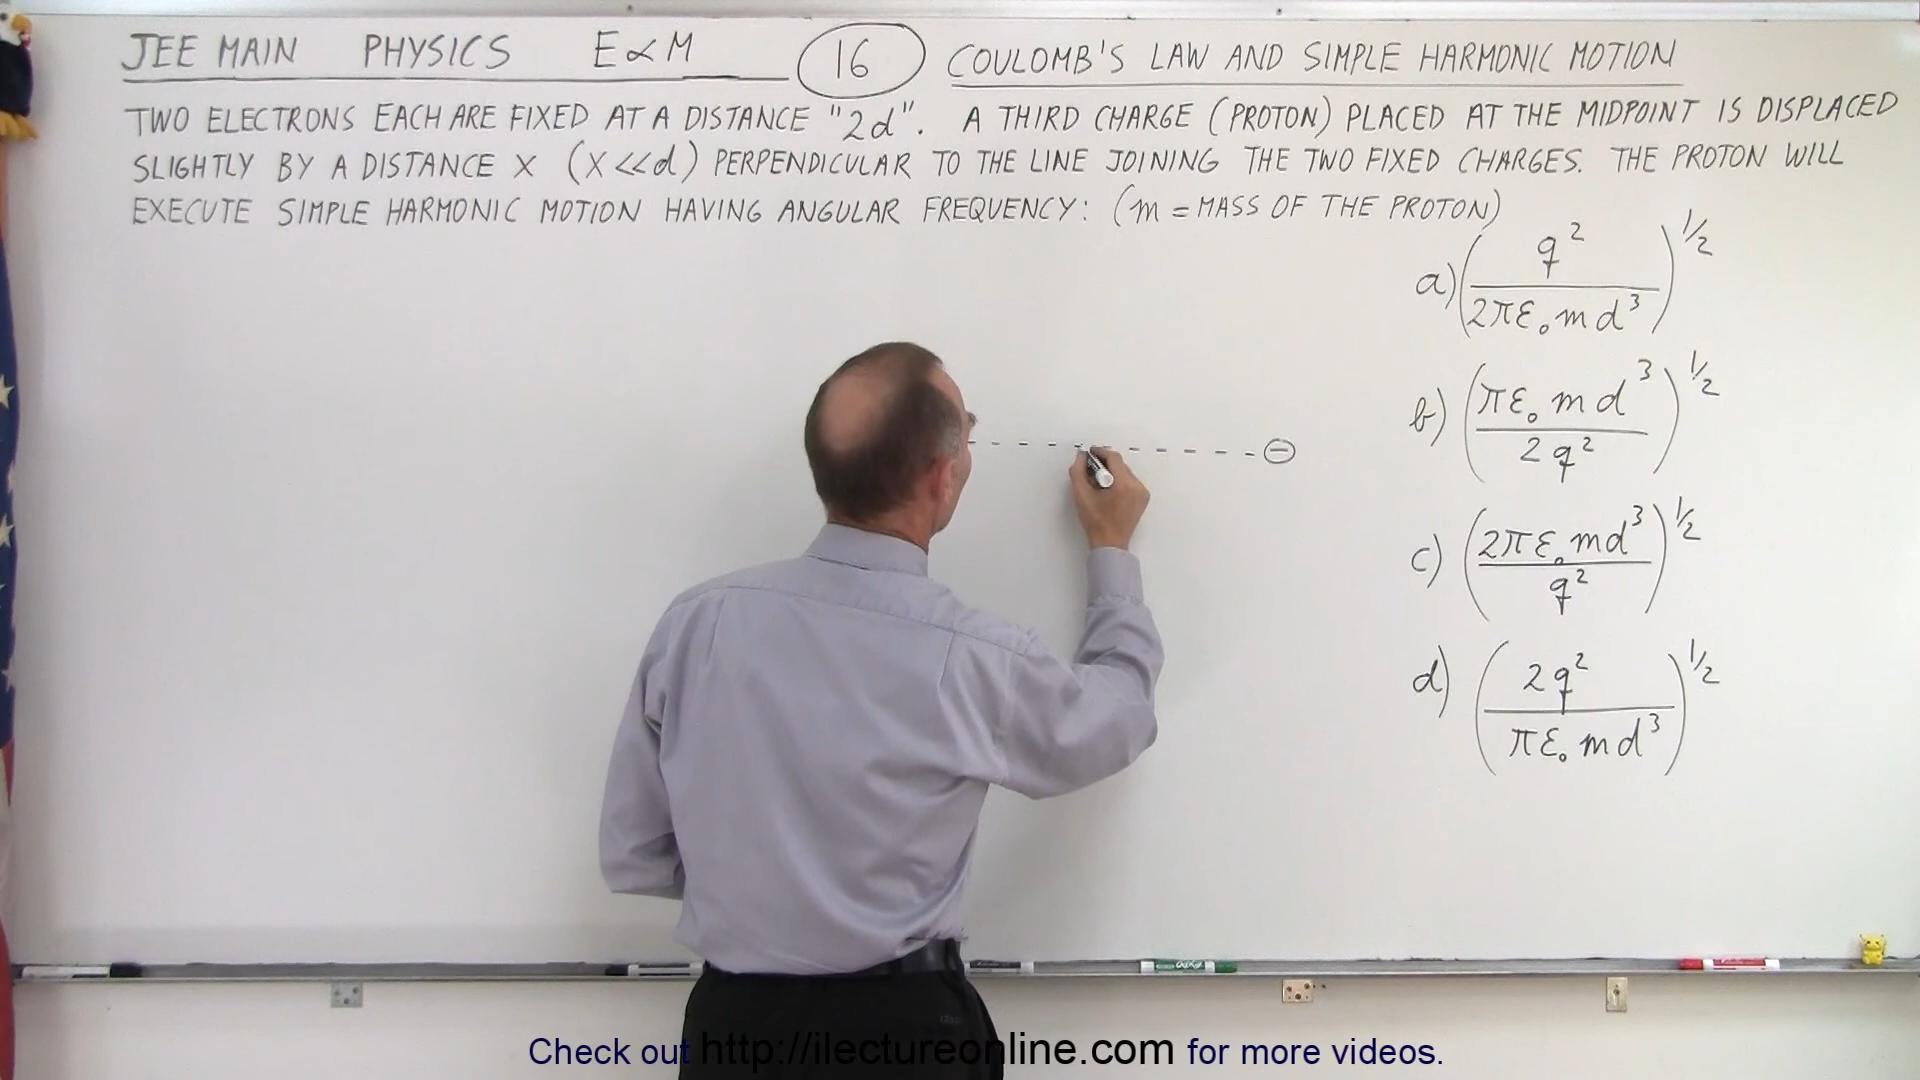 JEE MAIN PHYSICS E&M 16 COULOMB'S LAW AND SIMPLE HARMONIC MOTION
TWO ELECTRONS EACH ARE FIXED AT A DISTANCE "2d". A THIRD CHARGE (PROTON) PLACED AT THE MIDPOINT IS DISPLACED
SLIGHTLY BY A DISTANCE X (X<<d) PERPENDICULAR TO THE LINE JOINING THE TWO FIXED CHARGES. THE PROTON WILL
EXECUTE SIMPLE HARMONIC MOTION HAVING ANGULAR FREQUENCY: (m = MASS OF THE PROTON)
a) (q² / 2πε₀md³)^1/2
b) (πε₀md³ / 2q²)^1/2
c) (2πε₀md³ / q²)^1/2
d) (2q² / πε₀md³)^1/2
Check out http://ilectureonline.com for more videos.